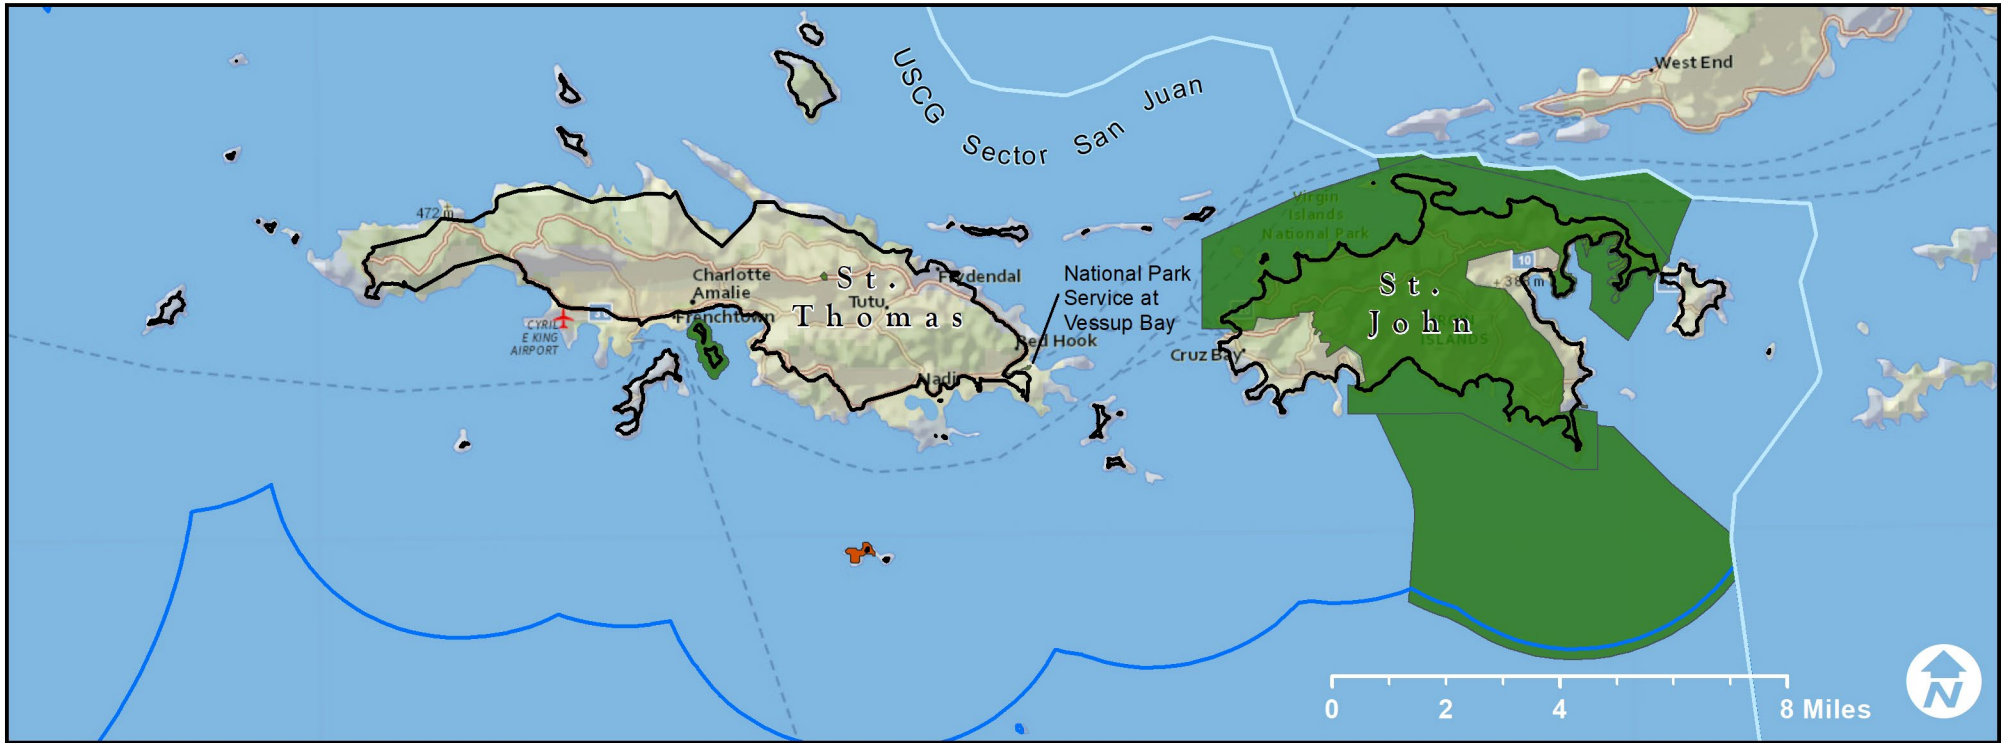 USCG Sector San Juan
West End
Virgin
Islands
National Park
472 m
Charlotte
Amalie
St.
Thomas
Frydendal
Tutu
Frenchtown
CYRIL
E KING
AIRPORT
National Park
Service at
Vessup Bay
Red Hook
Nadir
Cruz Bay
10
St.
John
ISLANDS
0 2 4 8 Miles
N